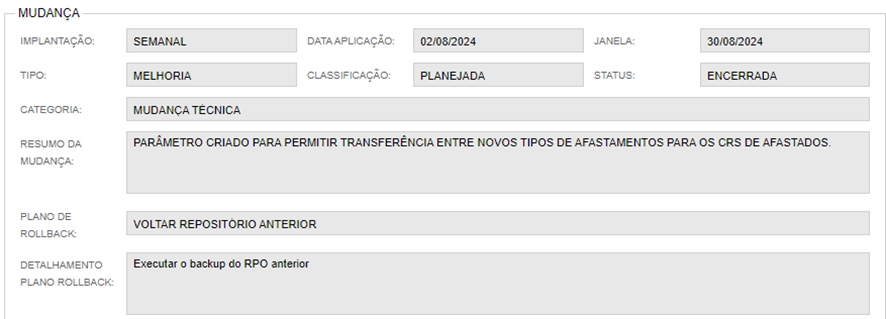 MUDANÇA
IMPLANTAÇÃO: SEMANAL DATA APLICAÇÃO: 02/08/2024 JANELA: 30/08/2024
TIPO: MELHORIA CLASSIFICAÇÃO: PLANEJADA STATUS: ENCERRADA
CATEGORIA: MUDANÇA TÉCNICA
RESUMO DA MUDANÇA: PARÂMETRO CRIADO PARA PERMITIR TRANSFERÊNCIA ENTRE NOVOS TIPOS DE AFASTAMENTOS PARA OS CRS DE AFASTADOS.
PLANO DE ROLLBACK: VOLTAR REPOSITÓRIO ANTERIOR
DETALHAMENTO PLANO ROLLBACK: Executar o backup do RPO anterior